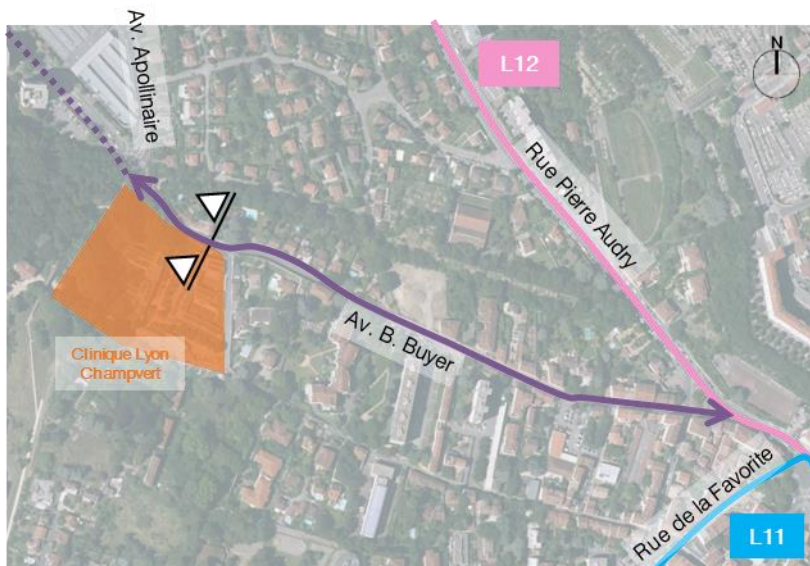 Av. Apollinaire
L12
N
Rue Pierre Audry
Av. B. Buyer
Clinique Lyon
Champvert
Rue de la Favorite
L11